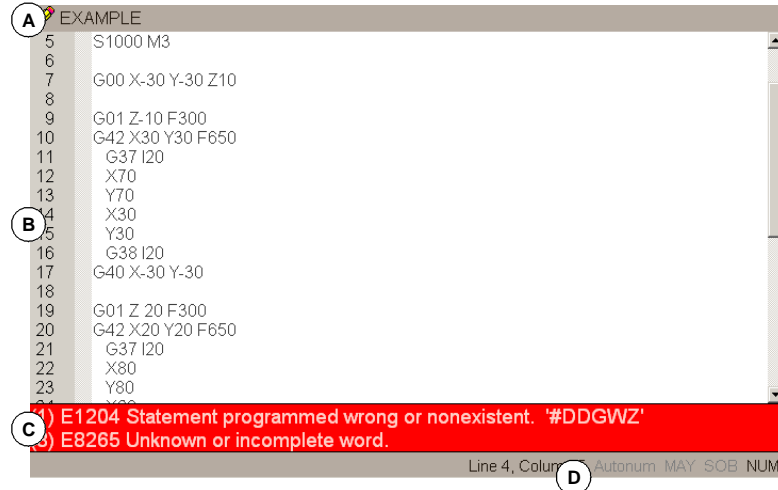 A EXAMPLE
5 S1000 M3
6
7 G00 X-30 Y-30 Z10
8
9 G01 Z-10 F300
10 G42 X30 Y30 F650
11 G37 I20
12 X70
13 Y70
14 X30
B
15 Y30
16 G38 I20
17 G40 X-30 Y-30
18
19 G01 Z 20 F300
20 G42 X20 Y20 F650
21 G37 I20
22 X80
23 Y80
C
(1) E1204 Statement programmed wrong or nonexistent. '#DDGWZ'
E8265 Unknown or incomplete word.
Line 4, Autonum MAY SOB NUM
D